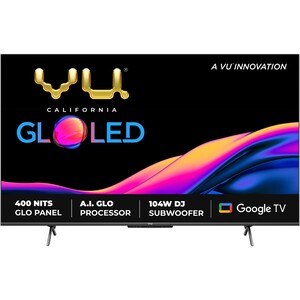 A VU INNOVATION
VU
CALIFORNIA
GLOLED
400 NITS
GLO PANEL
A.I. GLO
PROCESSOR
104W DJ
SUBWOOFER
Google TV